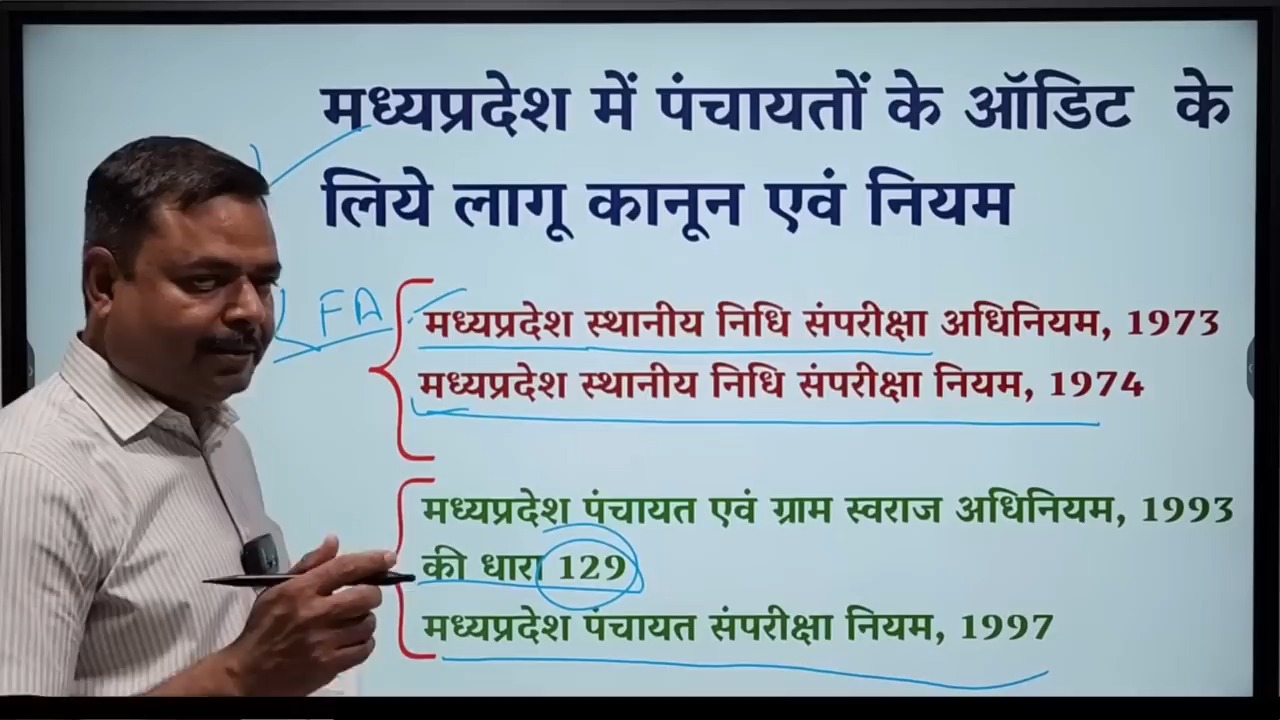 मध्यप्रदेश में पंचायतों के ऑडिट के
लिये लागू कानून एवं नियम
LFA
मध्यप्रदेश स्थानीय निधि संपरीक्षा अधिनियम, 1973
मध्यप्रदेश स्थानीय निधि संपरीक्षा नियम, 1974
मध्यप्रदेश पंचायत एवं ग्राम स्वराज अधिनियम, 1993
की धारा 129
मध्यप्रदेश पंचायत संपरीक्षा नियम, 1997